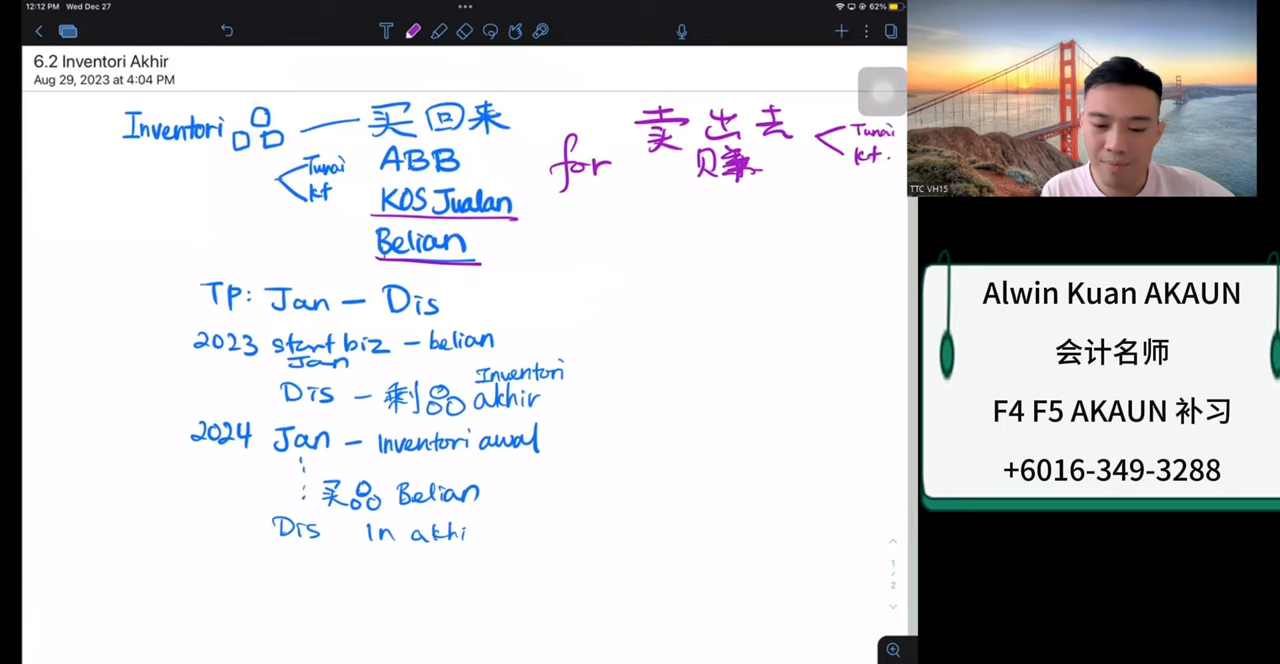 12:12 PM Wed Dec 27
62%
6.2 Inventori Akhir
Aug 29, 2023 at 4:04 PM
Inventori — 买回来 for 卖出去
Tunai
kt
ABB
赚
Tunai
kt.
KOS Jualan
Belian
TP: Jan – Dis
2023 start biz – belian
Jan
Dis – 剩 Inventori akhir
2024 Jan – Inventori awal
买 Belian
Dis In akhi
1/2
TTC VH15
Alwin Kuan AKAUN
会计名师
F4 F5 AKAUN 补习
+6016-349-3288